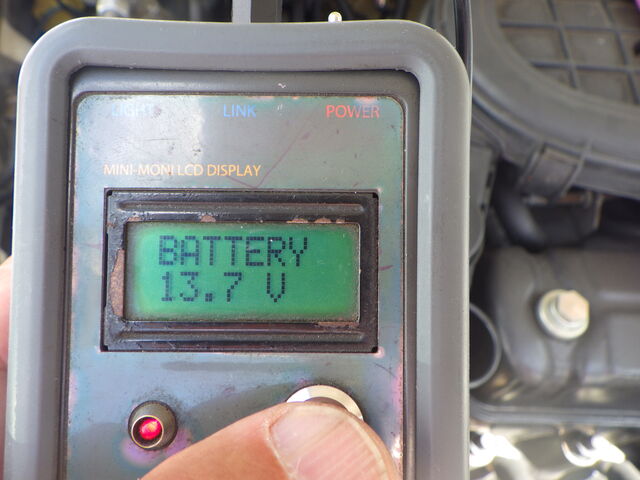 LIGHT LINK POWER
MINI-MONI LCD DISPLAY
BATTERY
13.7 V